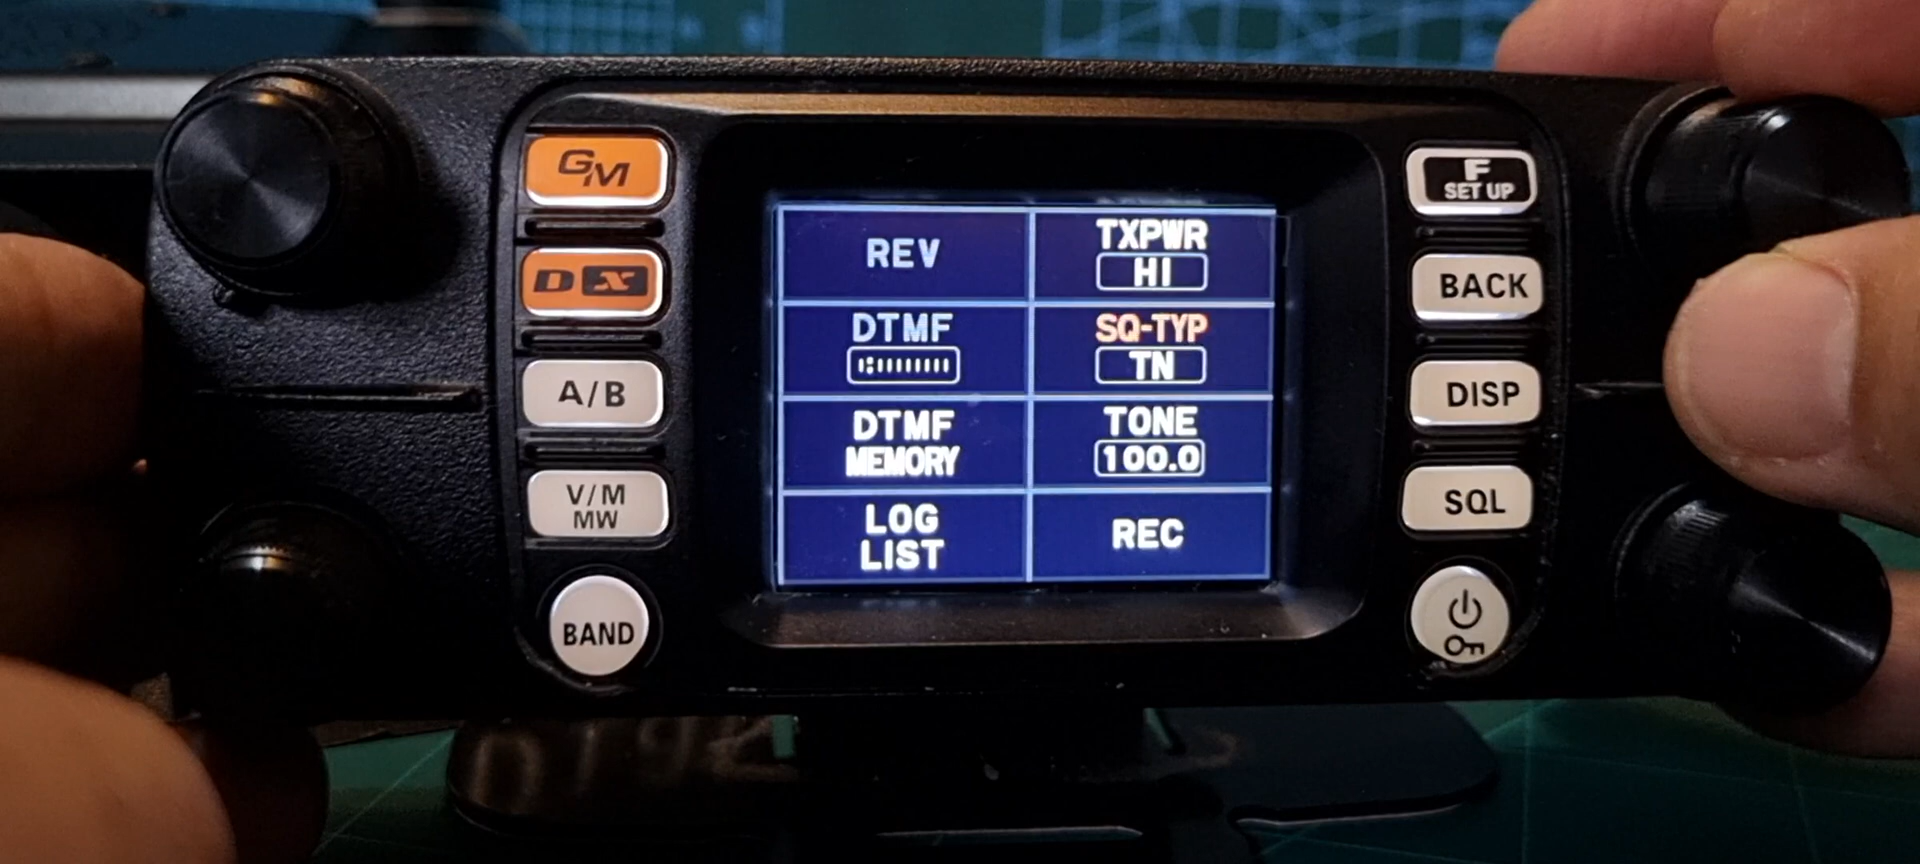 GM
DX
A/B
V/M
MW
BAND
REV
TXPWR
HI
DTMF
SQ-TYP
TN
DTMF
MEMORY
TONE
100.0
LOG
LIST
REC
F
SET UP
BACK
DISP
SQL